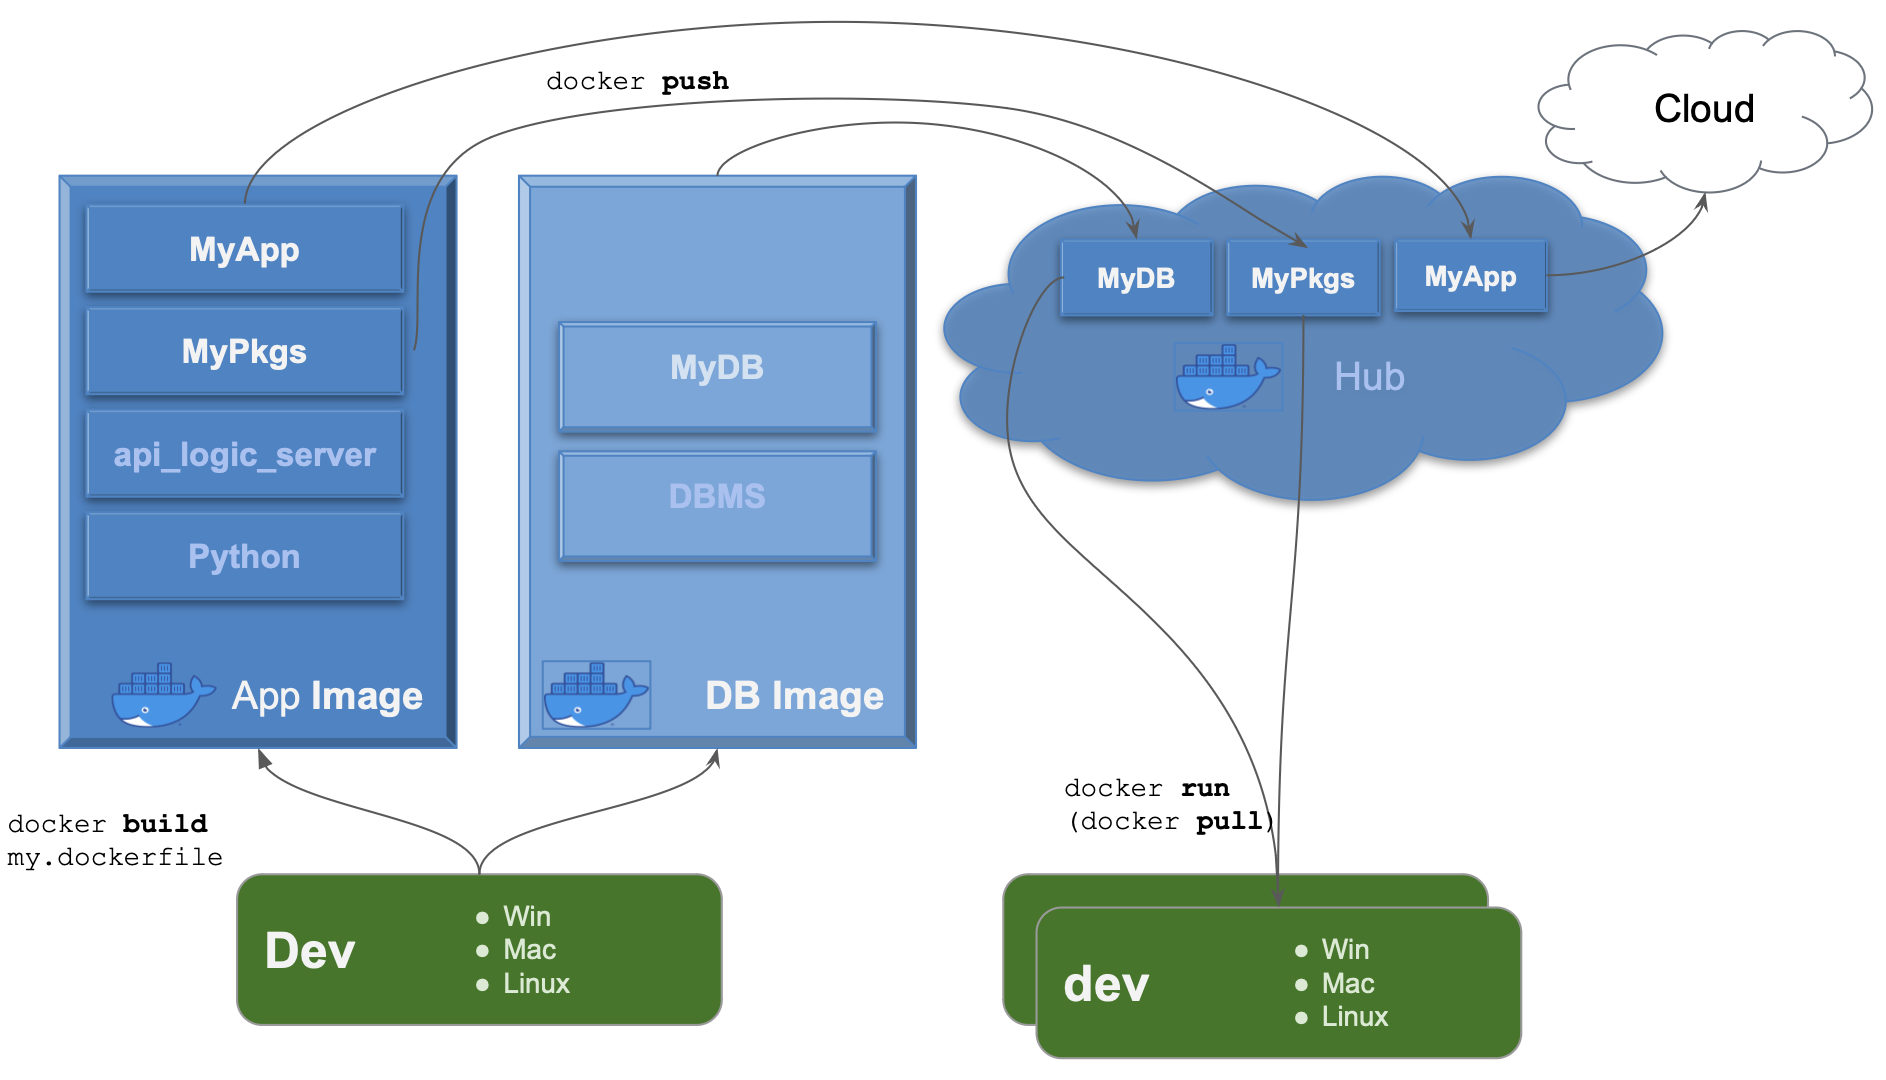 docker push
Cloud
MyApp
MyPkgs
api_logic_server
Python
App Image
MyDB
DBMS
DB Image
MyDB
MyPkgs
MyApp
Hub
docker build
my.dockerfile
docker run
(docker pull)
Dev
● Win
● Mac
● Linux
dev
● Win
● Mac
● Linux